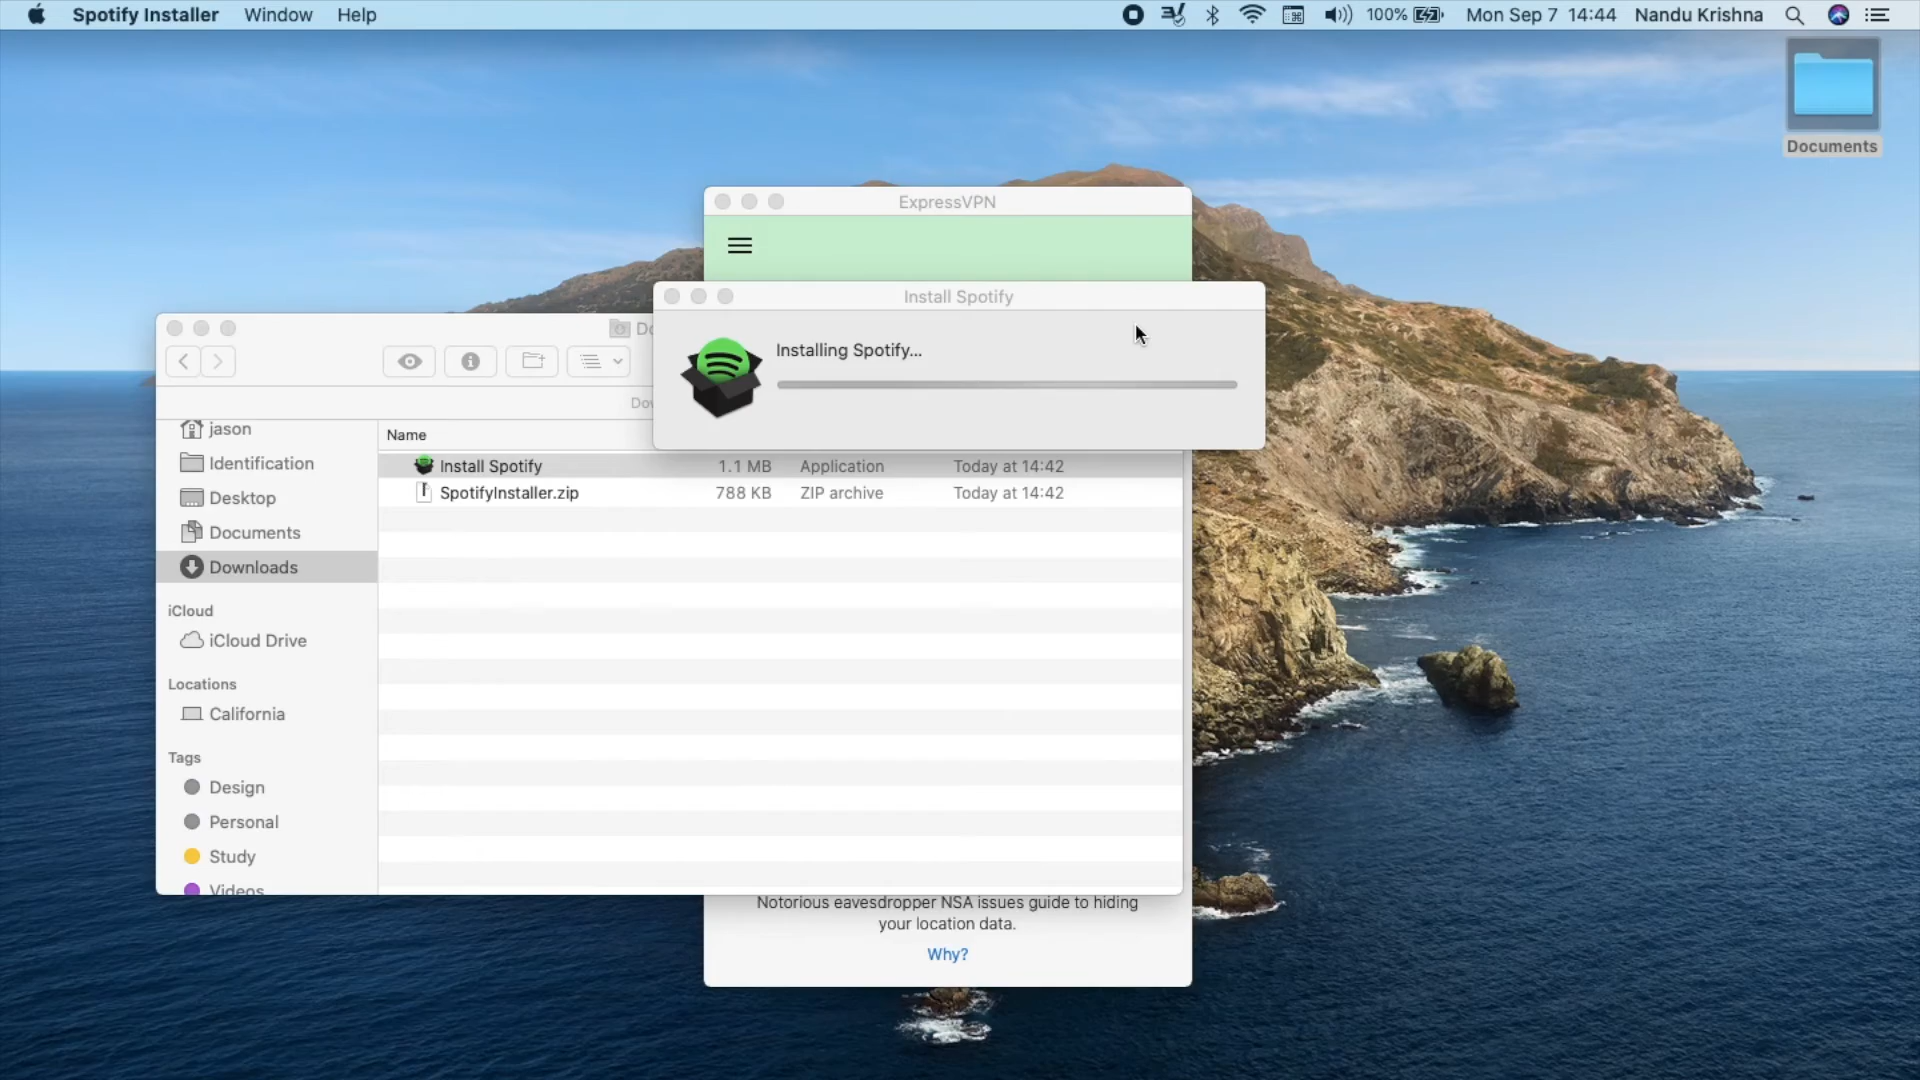 Spotify Installer Window Help 100% Mon Sep 7 14:44 Nandu Krishna
Documents
ExpressVPN
Install Spotify
Installing Spotify...
jason
Identification
Desktop
Documents
Downloads
iCloud
iCloud Drive
Locations
California
Tags
Design
Personal
Study
Videos
Name
Install Spotify 1.1 MB Application Today at 14:42
SpotifyInstaller.zip 788 KB ZIP archive Today at 14:42
Notorious eavesdropper NSA issues guide to hiding
your location data.
Why?